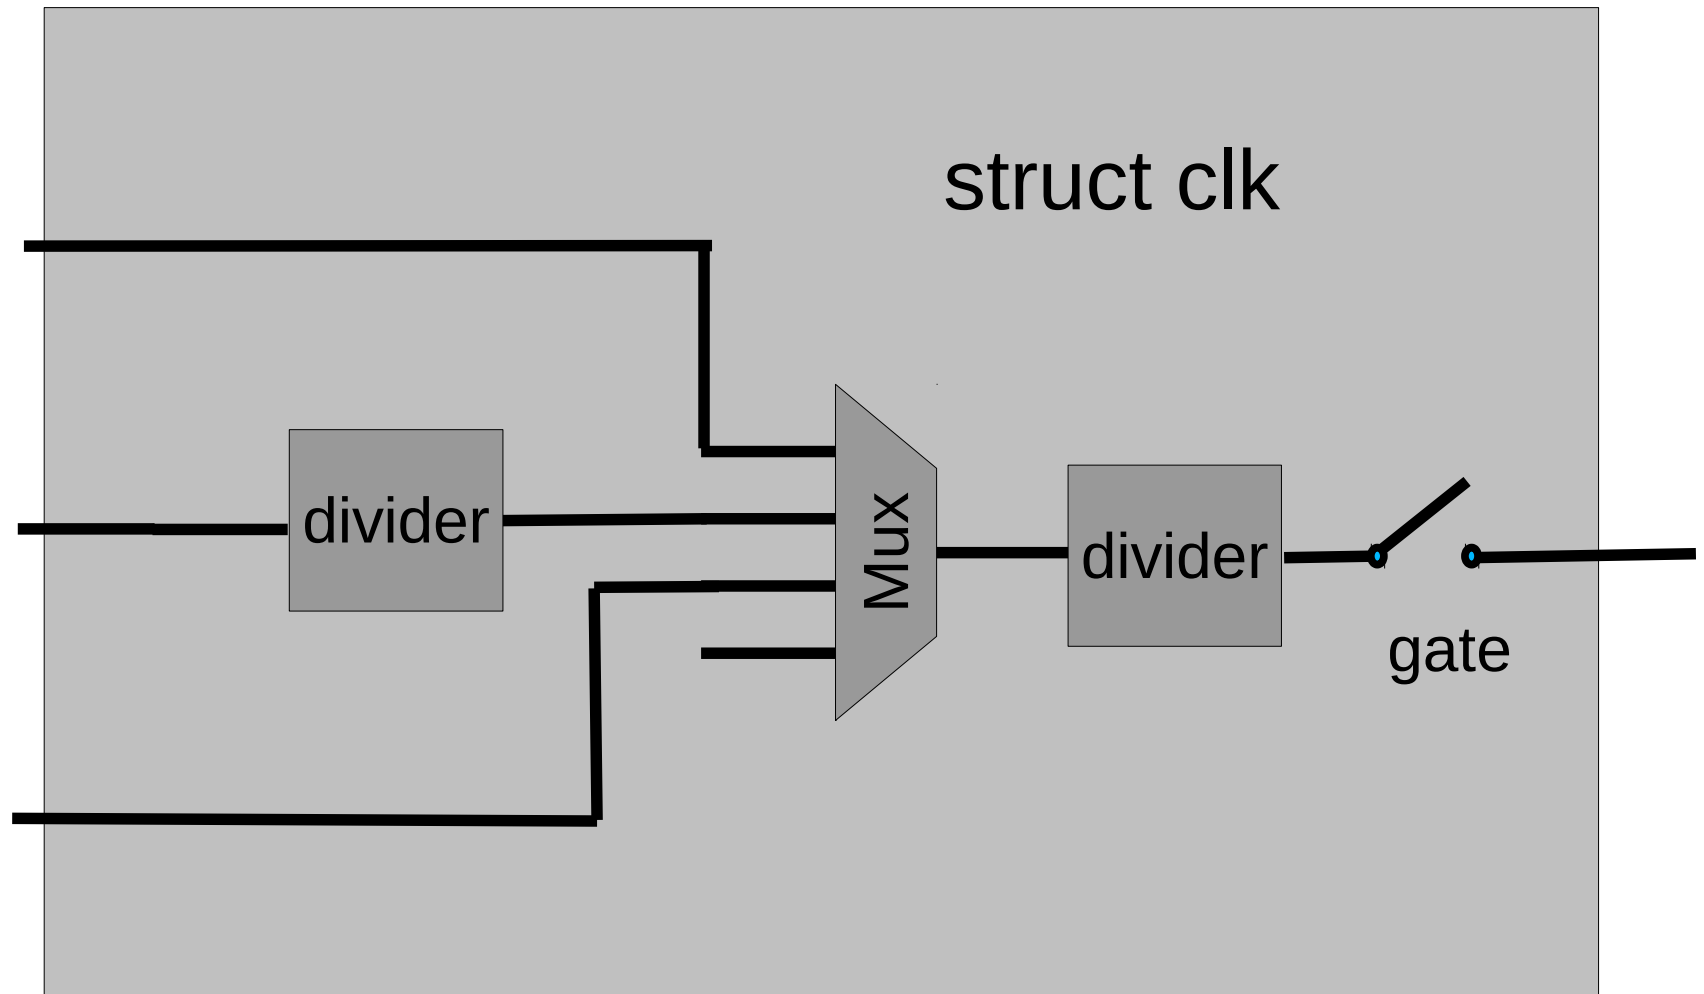 struct clk
divider
Mux
divider
gate